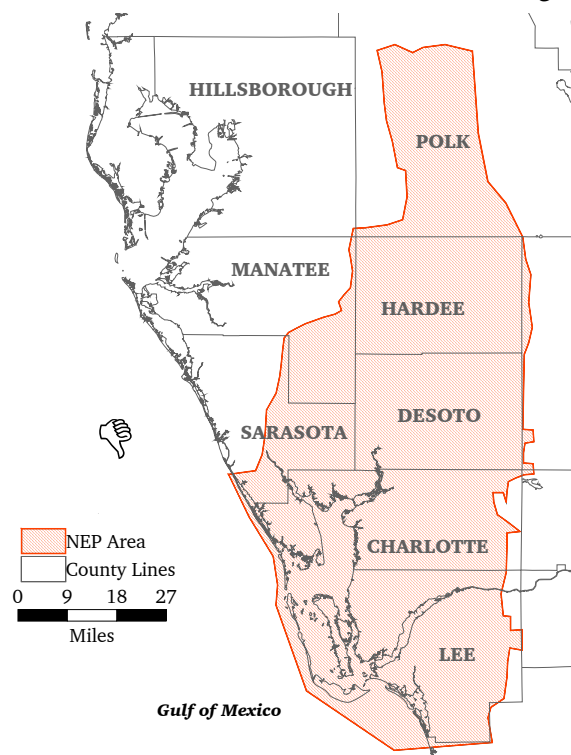 HILLSBOROUGH
POLK
MANATEE
HARDEE
DESOTO
SARASOTA
NEP Area
CHARLOTTE
County Lines
0 9 18 27
Miles
LEE
Gulf of Mexico